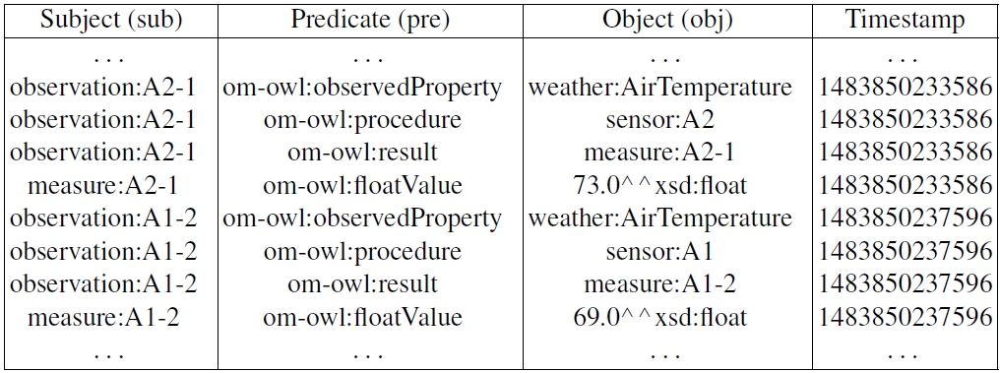 Subject (sub) Predicate (pre) Object (obj) Timestamp
. . . . . . . . . . . .
observation:A2-1 om-owl:observedProperty weather:AirTemperature 1483850233586
observation:A2-1 om-owl:procedure sensor:A2 1483850233586
observation:A2-1 om-owl:result measure:A2-1 1483850233586
measure:A2-1 om-owl:floatValue 73.0^^xsd:float 1483850233586
observation:A1-2 om-owl:observedProperty weather:AirTemperature 1483850237596
observation:A1-2 om-owl:procedure sensor:A1 1483850237596
observation:A1-2 om-owl:result measure:A1-2 1483850237596
measure:A1-2 om-owl:floatValue 69.0^^xsd:float 1483850237596
. . . . . . . . . . . .